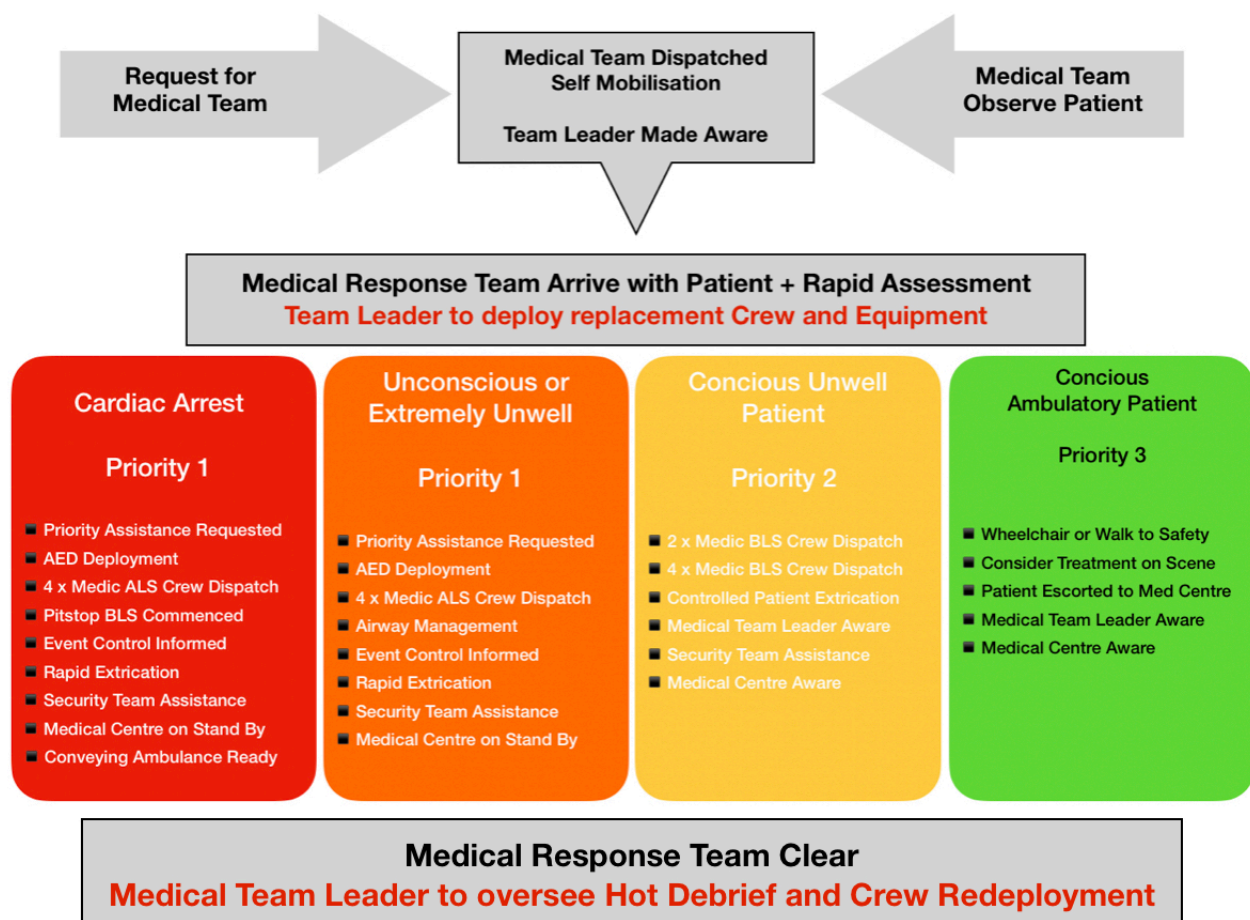 Request for
Medical Team
Medical Team Dispatched
Self Mobilisation
Team Leader Made Aware
Medical Team
Observe Patient
Medical Response Team Arrive with Patient + Rapid Assessment
Team Leader to deploy replacement Crew and Equipment
Cardiac Arrest
Priority 1
Priority Assistance Requested
AED Deployment
4 x Medic ALS Crew Dispatch
Pitstop BLS Commenced
Event Control Informed
Rapid Extrication
Security Team Assistance
Medical Centre on Stand By
Conveying Ambulance Ready
Unconscious or
Extremely Unwell
Priority 1
Priority Assistance Requested
AED Deployment
4 x Medic ALS Crew Dispatch
Airway Management
Event Control Informed
Rapid Extrication
Security Team Assistance
Medical Centre on Stand By
Concious Unwell
Patient
Priority 2
2 x Medic BLS Crew Dispatch
4 x Medic BLS Crew Dispatch
Controlled Patient Extrication
Medical Team Leader Aware
Security Team Assistance
Medical Centre Aware
Concious
Ambulatory Patient
Priority 3
Wheelchair or Walk to Safety
Consider Treatment on Scene
Patient Escorted to Med Centre
Medical Team Leader Aware
Medical Centre Aware
Medical Response Team Clear
Medical Team Leader to oversee Hot Debrief and Crew Redeployment